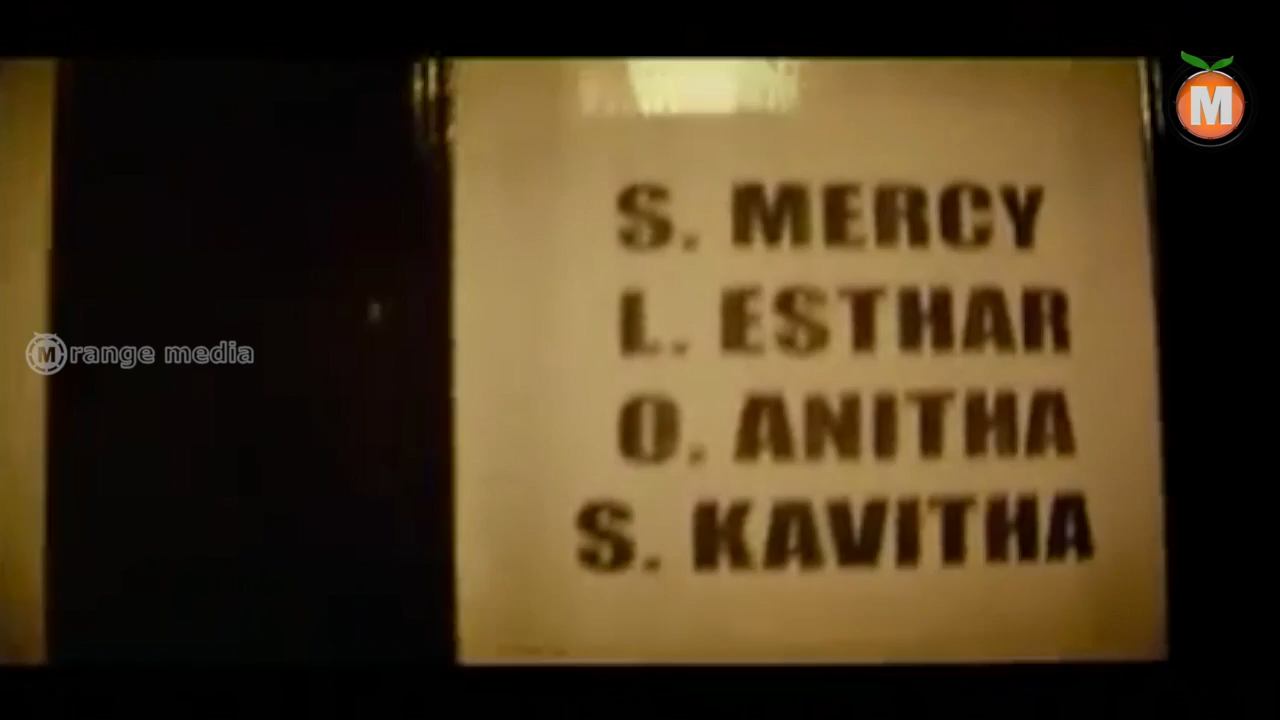 M
S. MERCY
L. ESTHAR
Mrange media
O. ANITHA
S. KAVITHA